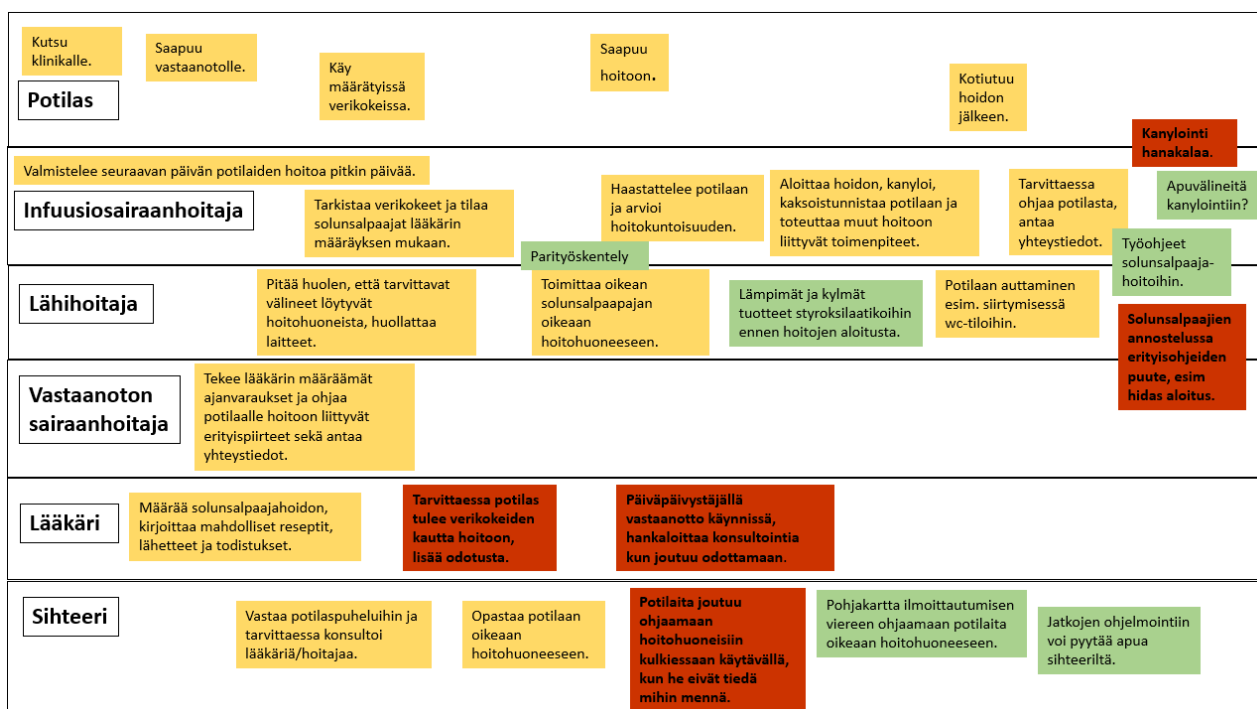 Kutsu
klinikalle.
Saapuu
vastaanotolle.
Käy
määrätyissä
verikokeissa.
Saapuu
hoitoon.
Kotiutuu
hoidon
jälkeen.
Potilas
Kanylointi
hanakalaa.
Valmistelee seuraavan päivän potilaiden hoitoa pitkin päivää.
Infuusiosairaanhoitaja
Tarkistaa verikokeet ja tilaa
solunsalpaajat lääkärin
määräyksen mukaan.
Haastattelee potilaan
ja arvioi
hoitokuntoisuuden.
Aloittaa hoidon, kanyloi,
kaksoistunnistaa potilaan ja
toteuttaa muut hoitoon
liittyvät toimenpiteet.
Tarvittaessa
ohjaa potilasta,
antaa
yhteystiedot.
Apuvälineitä
kanylointiin?
Parityöskentely
Työohjeet
solunsalpaaja-
hoitoihin.
Lähihoitaja
Pitää huolen, että tarvittavat
välineet löytyvät
hoitohuoneista, huollattaa
laitteet.
Toimittaa oikean
solunsalpaapajan
oikeaan
hoitohuoneeseen.
Lämpimät ja kylmät
tuotteet styroksilaatikoihin
ennen hoitojen aloitusta.
Potilaan auttaminen
esim. siirtymisessä
wc-tiloihin.
Solunsalpaajien
annostelussa
erityisohjeiden
puute, esim
hidas aloitus.
Vastaanoton
sairaanhoitaja
Tekee lääkärin määräämät
ajanvaraukset ja ohjaa
potilaalle hoitoon liittyvät
erityispiirteet sekä antaa
yhteystiedot.
Lääkäri
Määrää solunsalpaajahoidon,
kirjoittaa mahdolliset reseptit,
lähetteet ja todistukset.
Tarvittaessa potilas
tulee verikokeiden
kautta hoitoon,
lisää odotusta.
Päiväpäivystäjällä
vastaanotto käynnissä,
hankaloittaa konsultointia
kun joutuu odottamaan.
Sihteeri
Vastaa potilaspuheluihin ja
tarvittaessa konsultoi
lääkäriä/hoitajaa.
Opastaa potilaan
oikeaan
hoitohuoneeseen.
Potilaita joutuu
ohjaamaan
hoitohuoneisiin
kulkiessaan käytävällä,
kun he eivät tiedä
mihin mennä.
Pohjakartta ilmoittautumisen
viereen ohjaamaan potilaita
oikeaan hoitohuoneeseen.
Jatkojen ohjelmointiin
voi pyytää apua
sihteeriltä.